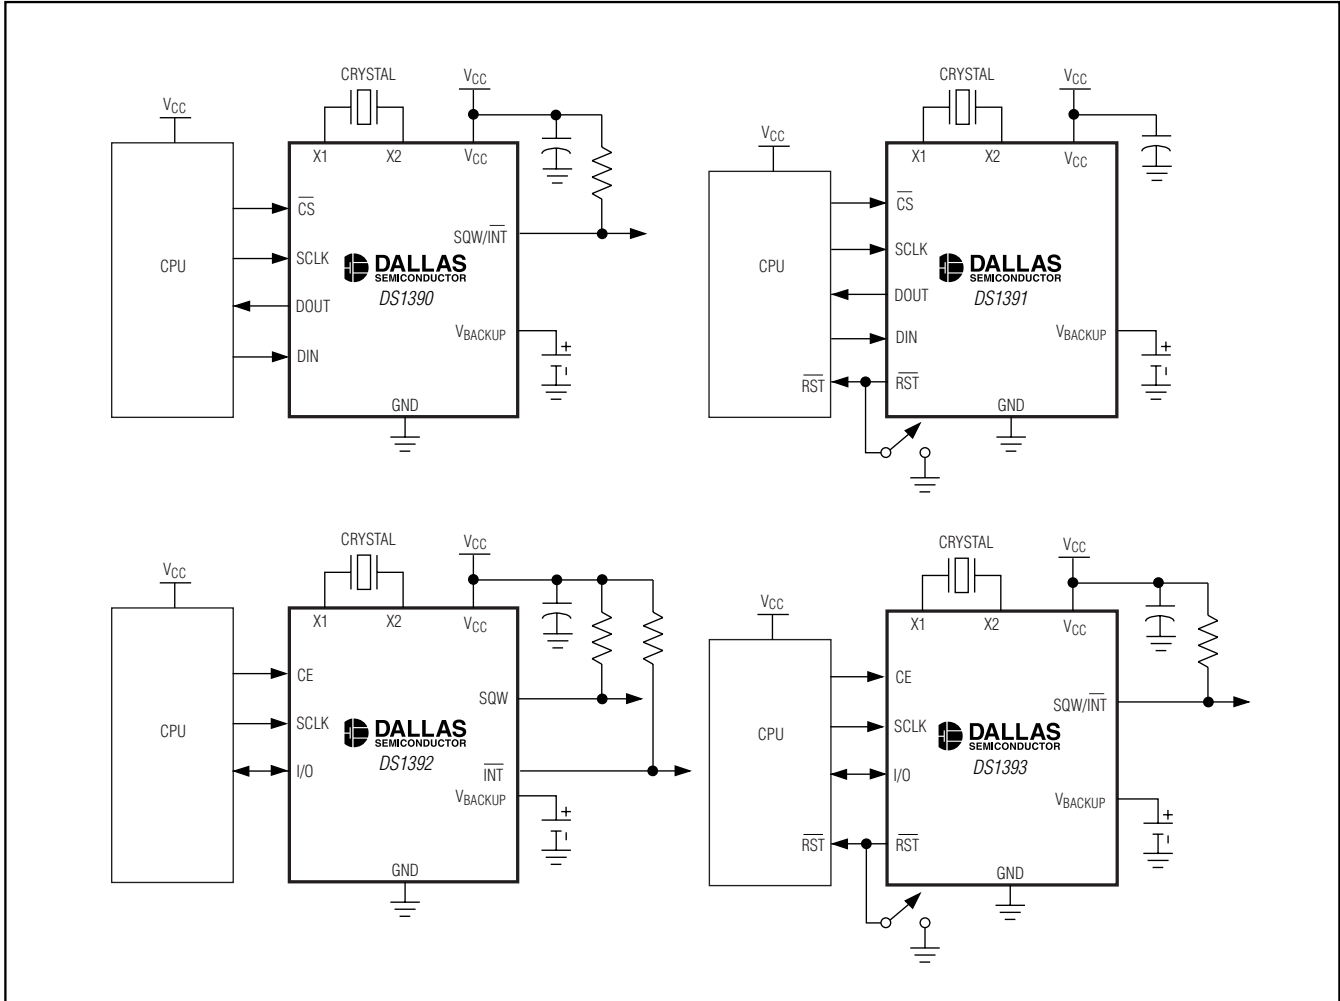 CRYSTAL
VCC
VCC
X1
X2
VCC
CS
SCLK
DOUT
DIN
CPU
SQW/INT
DALLAS
SEMICONDUCTOR
DS1390
VBACKUP
+
GND
CRYSTAL
VCC
VCC
X1
X2
VCC
CS
SCLK
DOUT
DIN
RST
RST
CPU
DALLAS
SEMICONDUCTOR
DS1391
VBACKUP
+
GND
CRYSTAL
VCC
VCC
X1
X2
VCC
CE
SCLK
I/O
CPU
SQW
DALLAS
SEMICONDUCTOR
DS1392
INT
VBACKUP
+
GND
CRYSTAL
VCC
VCC
X1
X2
VCC
CE
SCLK
I/O
RST
RST
CPU
SQW/INT
DALLAS
SEMICONDUCTOR
DS1393
VBACKUP
+
GND